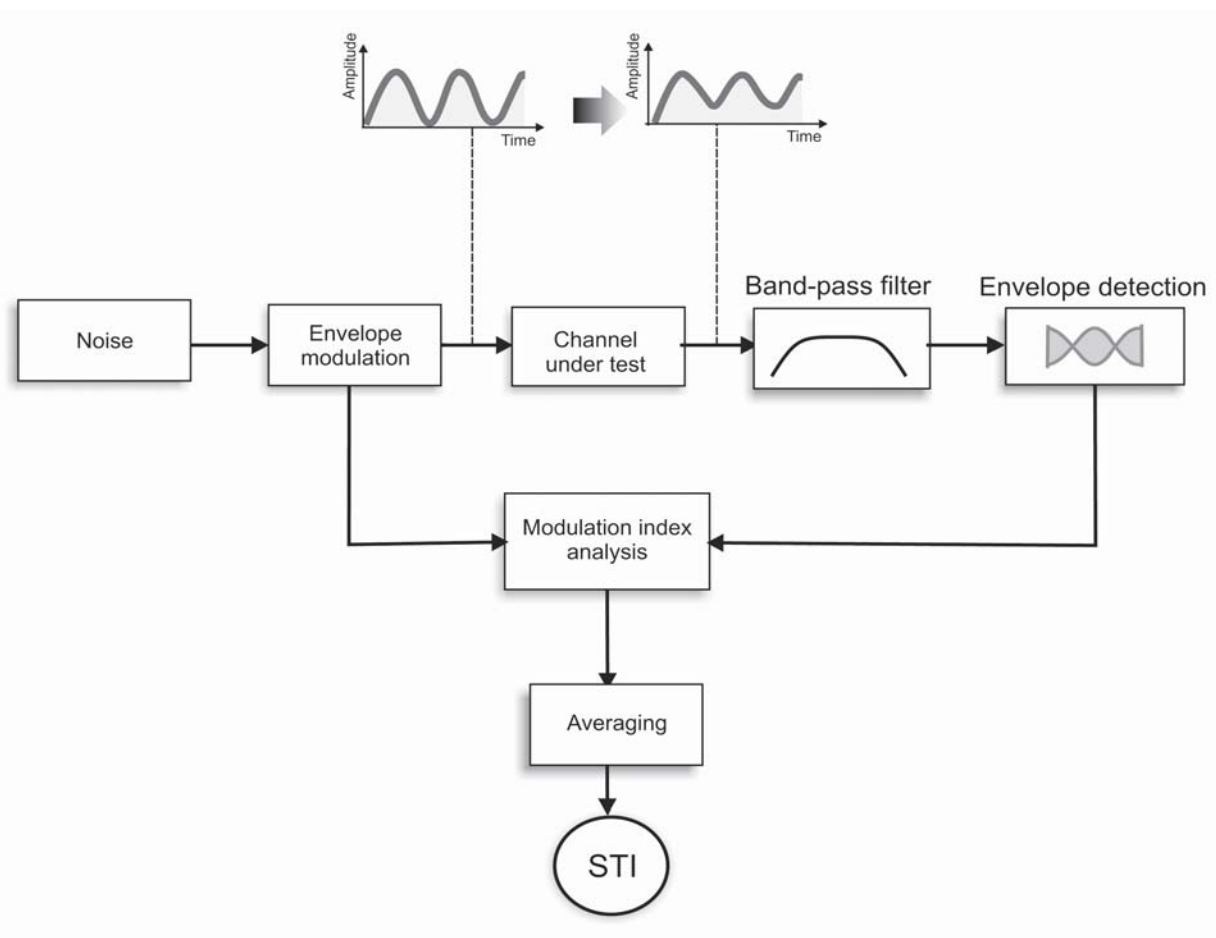 Amplitude
Time
Amplitude
Time
Band-pass filter
Envelope detection
Noise
Envelope
modulation
Channel
under test
Modulation index
analysis
Averaging
STI